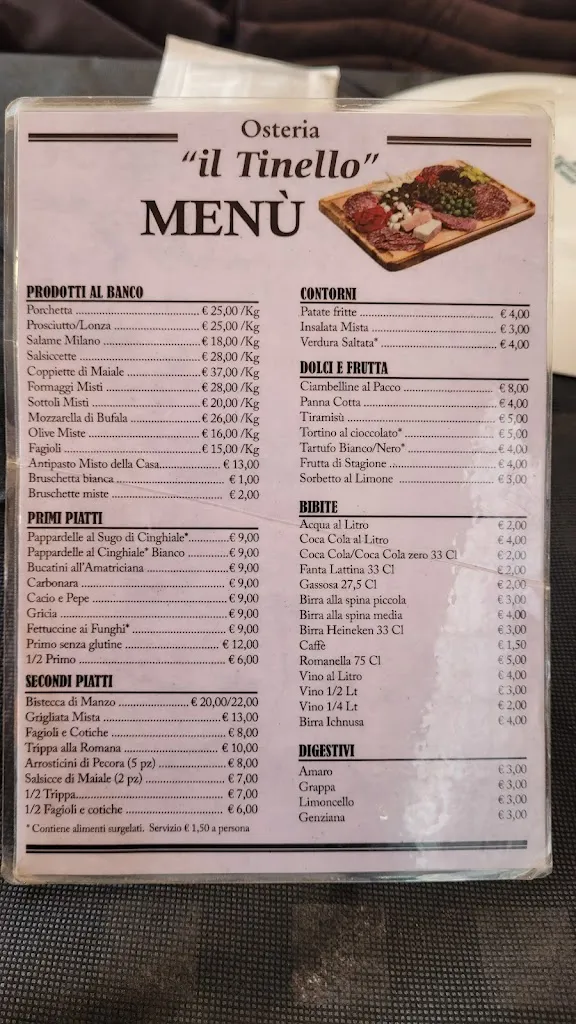 Osteria
"il Tinello"
MENÙ
PRODOTTI AL BANCO
Porchetta € 25,00 /Kg
Prosciutto/Lonza € 25,00 /Kg
Salame Milano € 18,00 /Kg
Salsiccette € 28,00 /Kg
Coppiette di Maiale € 37,00 /Kg
Formaggi Misti € 28,00 /Kg
Sottoli Misti € 20,00 /Kg
Mozzarella di Bufala € 26,00 /Kg
Olive Miste € 16,00 /Kg
Fagioli € 15,00 /Kg
Antipasto Misto della Casa € 13,00
Bruschetta bianca € 1,00
Bruschette miste € 2,00
PRIMI PIATTI
Pappardelle al Sugo di Cinghiale* € 9,00
Pappardelle al Cinghiale* Bianco € 9,00
Bucatini all'Amatriciana € 9,00
Carbonara € 9,00
Cacio e Pepe € 9,00
Gricia € 9,00
Fettuccine ai Funghi* € 9,00
Primo senza glutine € 12,00
1/2 Primo € 6,00
SECONDI PIATTI
Bistecca di Manzo € 20,00/22,00
Grigliata Mista € 13,00
Fagioli e Cotiche € 8,00
Trippa alla Romana € 10,00
Arrosticini di Pecora (5 pz) € 8,00
Salsicce di Maiale (2 pz) € 7,00
1/2 Trippa € 7,00
1/2 Fagioli e cotiche € 6,00
* Contiene alimenti surgelati. Servizio € 1,50 a persona
CONTORNI
Patate fritte € 4,00
Insalata Mista € 3,00
Verdura Saltata* € 4,00
DOLCI E FRUTTA
Ciambelline al Pacco € 8,00
Panna Cotta € 4,00
Tiramisù € 5,00
Tortino al cioccolato* € 5,00
Tartufo Bianco/Nero* € 4,00
Frutta di Stagione € 4,00
Sorbetto al Limone € 3,00
BIBITE
Acqua al Litro € 2,00
Coca Cola al Litro € 4,00
Coca Cola/Coca Cola zero 33 Cl € 2,00
Fanta Lattina 33 Cl € 2,00
Gassosa 27,5 Cl € 2,00
Birra alla spina piccola € 3,00
Birra alla spina media € 4,00
Birra Heineken 33 Cl € 3,00
Caffè € 1,50
Romanella 75 Cl € 5,00
Vino al Litro € 4,00
Vino 1/2 Lt € 3,00
Vino 1/4 Lt € 2,00
Birra Ichnusa € 4,00
DIGESTIVI
Amaro € 3,00
Grappa € 3,00
Limoncello € 3,00
Genziana € 3,00